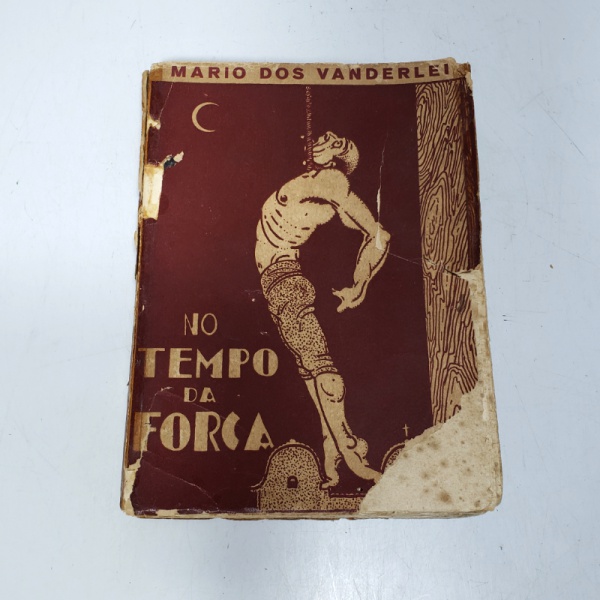 MARIO DOS VANDERLEI
NO
TEMPO
DA
FORCA